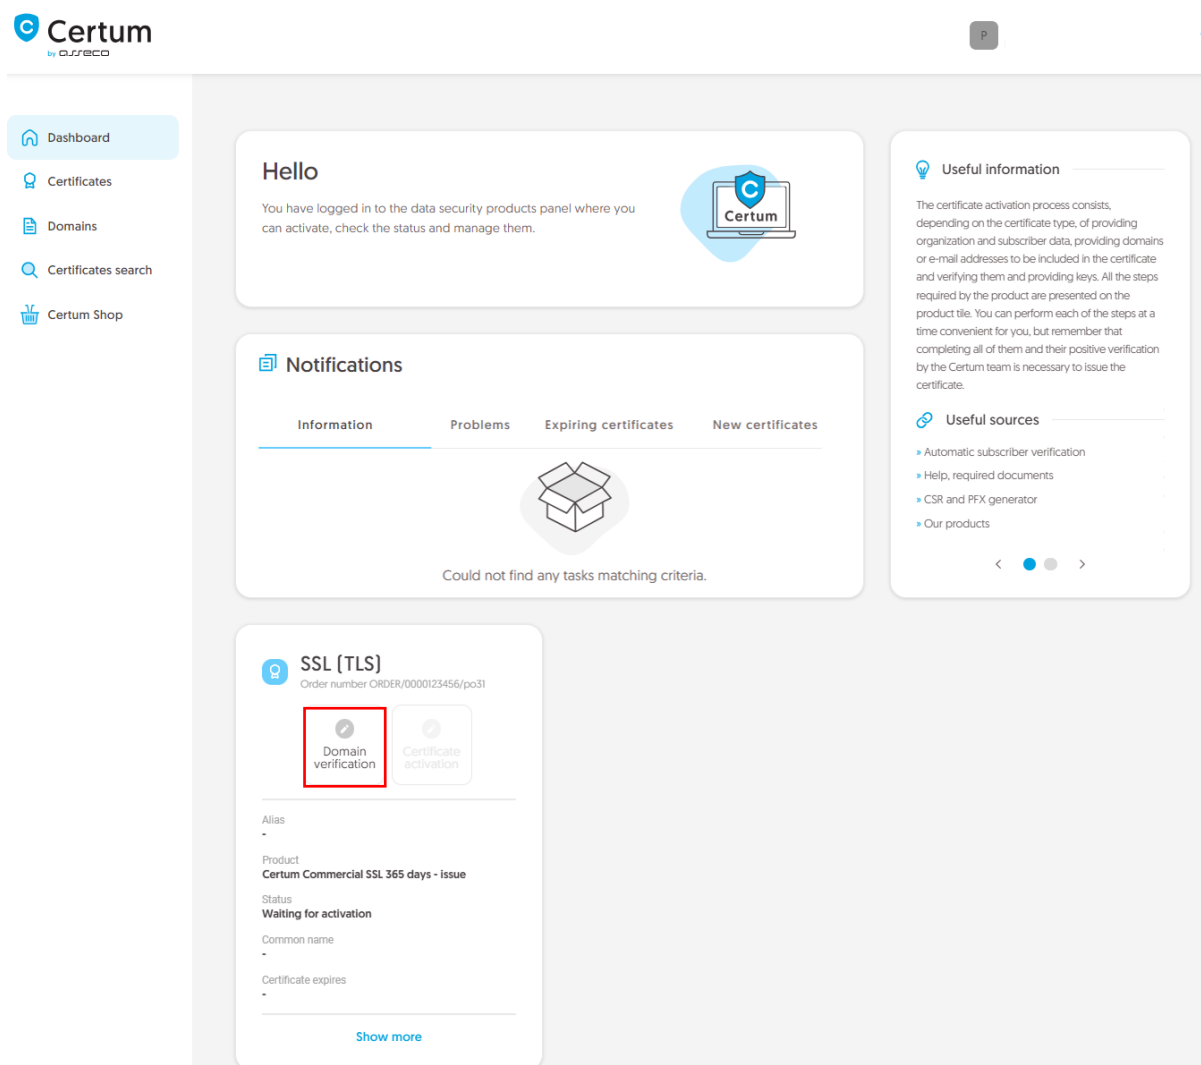 Certum
by asseco
P
Dashboard
Certificates
Domains
Certificates search
Certum Shop
Hello
You have logged in to the data security products panel where you
can activate, check the status and manage them.
Certum
Notifications
Information
Problems
Expiring certificates
New certificates
Could not find any tasks matching criteria.
Useful information
The certificate activation process consists,
depending on the certificate type, of providing
organization and subscriber data, providing domains
or e-mail addresses to be included in the certificate
and verifying them and providing keys. All the steps
required by the product are presented on the
product tile. You can perform each of the steps at a
time convenient for you, but remember that
completing all of them and their positive verification
by the Certum team is necessary to issue the
certificate.
Useful sources
» Automatic subscriber verification
» Help, required documents
» CSR and PFX generator
» Our products
SSL (TLS)
Order number ORDER/0000123456/po31
Domain
verification
Certificate
activation
Alias
-
Product
Certum Commercial SSL 365 days - issue
Status
Waiting for activation
Common name
-
Certificate expires
-
Show more